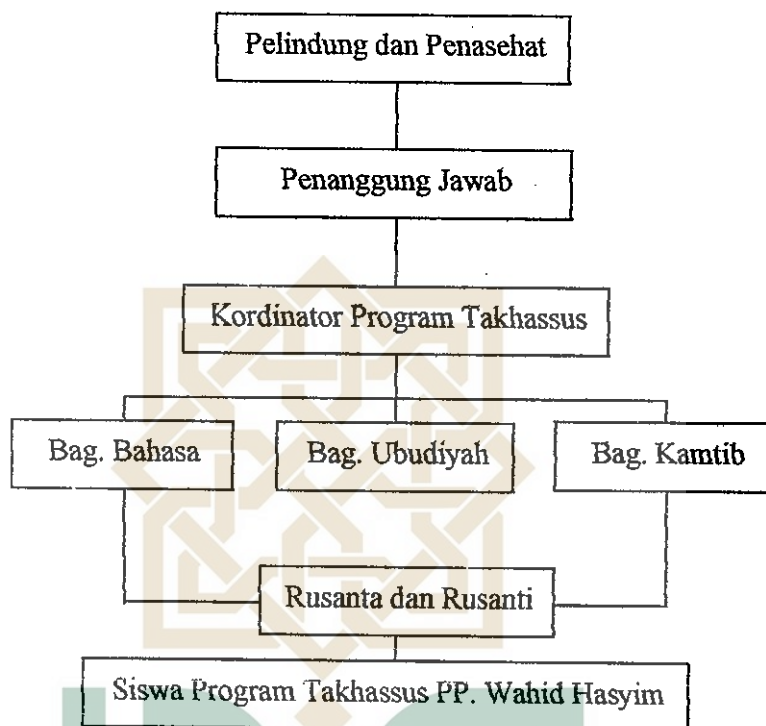 Pelindung dan Penasehat
Penanggung Jawab
Kordinator Program Takhassus
Bag. Bahasa
Bag. Ubudiyah
Bag. Kamtib
Rusanta dan Rusanti
Siswa Program Takhassus PP. Wahid Hasyim